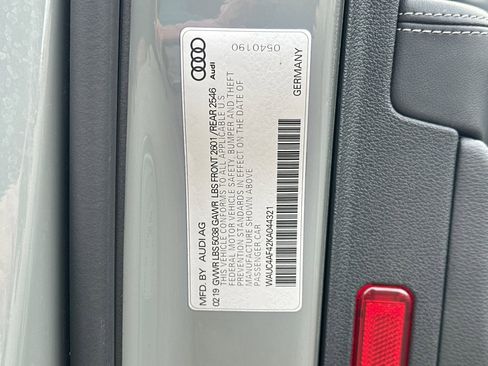 Audi
0540190
MFD. BY AUDI AG
02 19 GVWR LBS 5038 GAWR LBS FRONT 2601 / REAR 2546
THIS VEHICLE CONFORMS TO ALL APPLICABLE U.S.
FEDERAL MOTOR VEHICLE SAFETY, BUMPER AND THEFT
PREVENTION STANDARDS IN EFFECT ON THE DATE OF
MANUFACTURE SHOWN ABOVE
PASSENGER CAR
WAUC4AF42KA044321
GERMANY